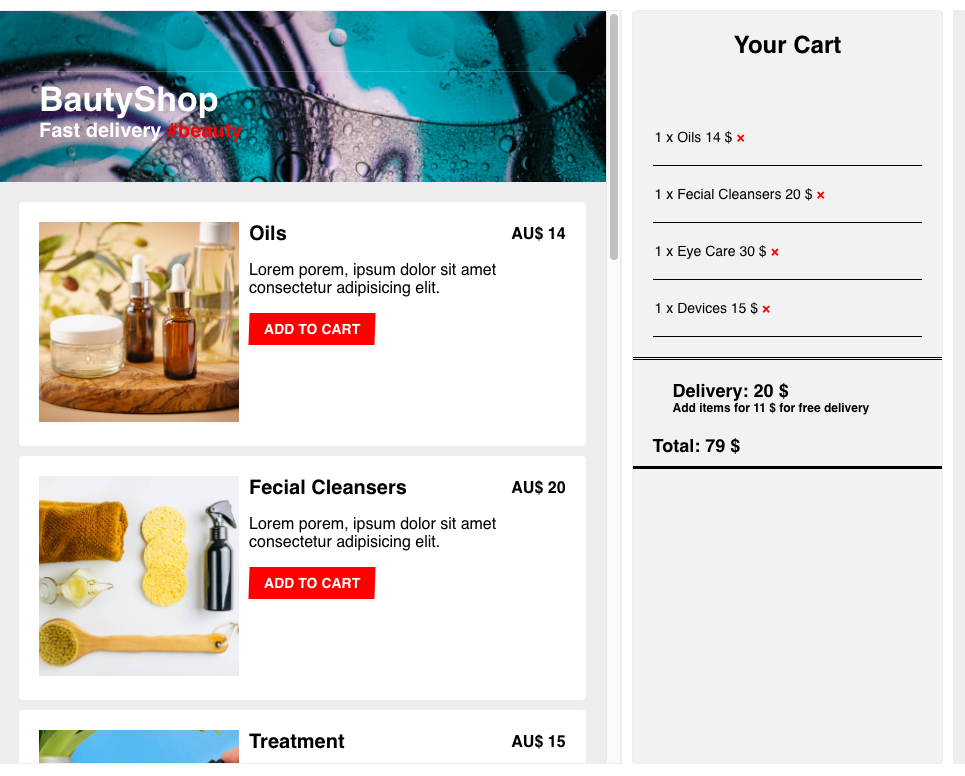 BautyShop
Fast delivery #beauty
Oils
AU$ 14
Lorem porem, ipsum dolor sit amet
consectetur adipisicing elit.
ADD TO CART
Fecial Cleansers
AU$ 20
Lorem porem, ipsum dolor sit amet
consectetur adipisicing elit.
ADD TO CART
Treatment
AU$ 15
Your Cart
1 x Oils 14 $ ×
1 x Fecial Cleansers 20 $ ×
1 x Eye Care 30 $ ×
1 x Devices 15 $ ×
Delivery: 20 $
Add items for 11 $ for free delivery
Total: 79 $